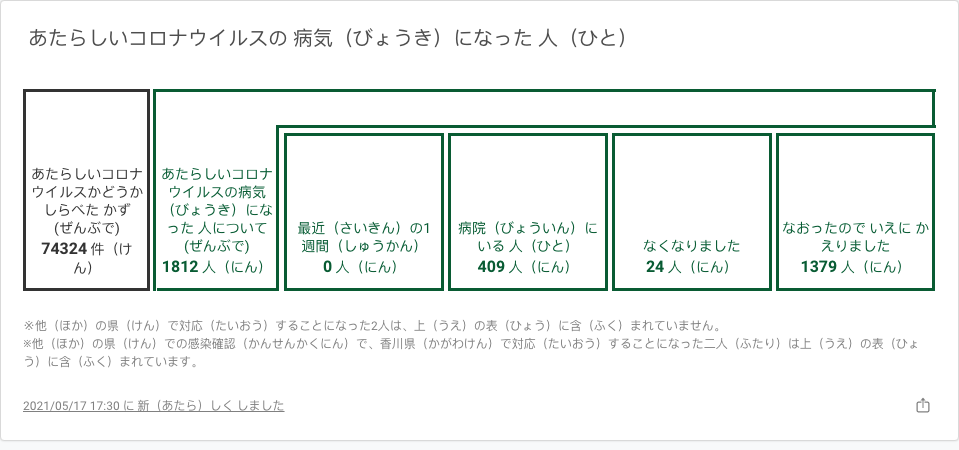 あたらしいコロナウイルスの 病気（びょうき）になった 人（ひと）
あたらしいコロナ
ウイルスかどうか
しらべた かず
(ぜんぶで)
74324 件（け
ん）
あたらしいコロナ
ウイルスの病気
（びょうき）にな
った 人について
(ぜんぶで)
1812 人（にん）
最近（さいきん）の1
週間（しゅうかん）
0 人（にん）
病院（びょういん）に
いる 人（ひと）
409 人（にん）
なくなりました
24 人（にん）
なおったので いえに か
えりました
1379 人（にん）
※他（ほか）の県（けん）で対応（たいおう）することになった2人は、上（うえ）の表（ひょう）に含（ふく）まれていません。
※他（ほか）の県（けん）での感染確認（かんせんかくにん）で、香川県（かがわけん）で対応（たいおう）することになった二人（ふたり）は上（うえ）の表（ひょ
う）に含（ふく）まれています。
2021/05/17 17:30 に 新（あたら）しく しました